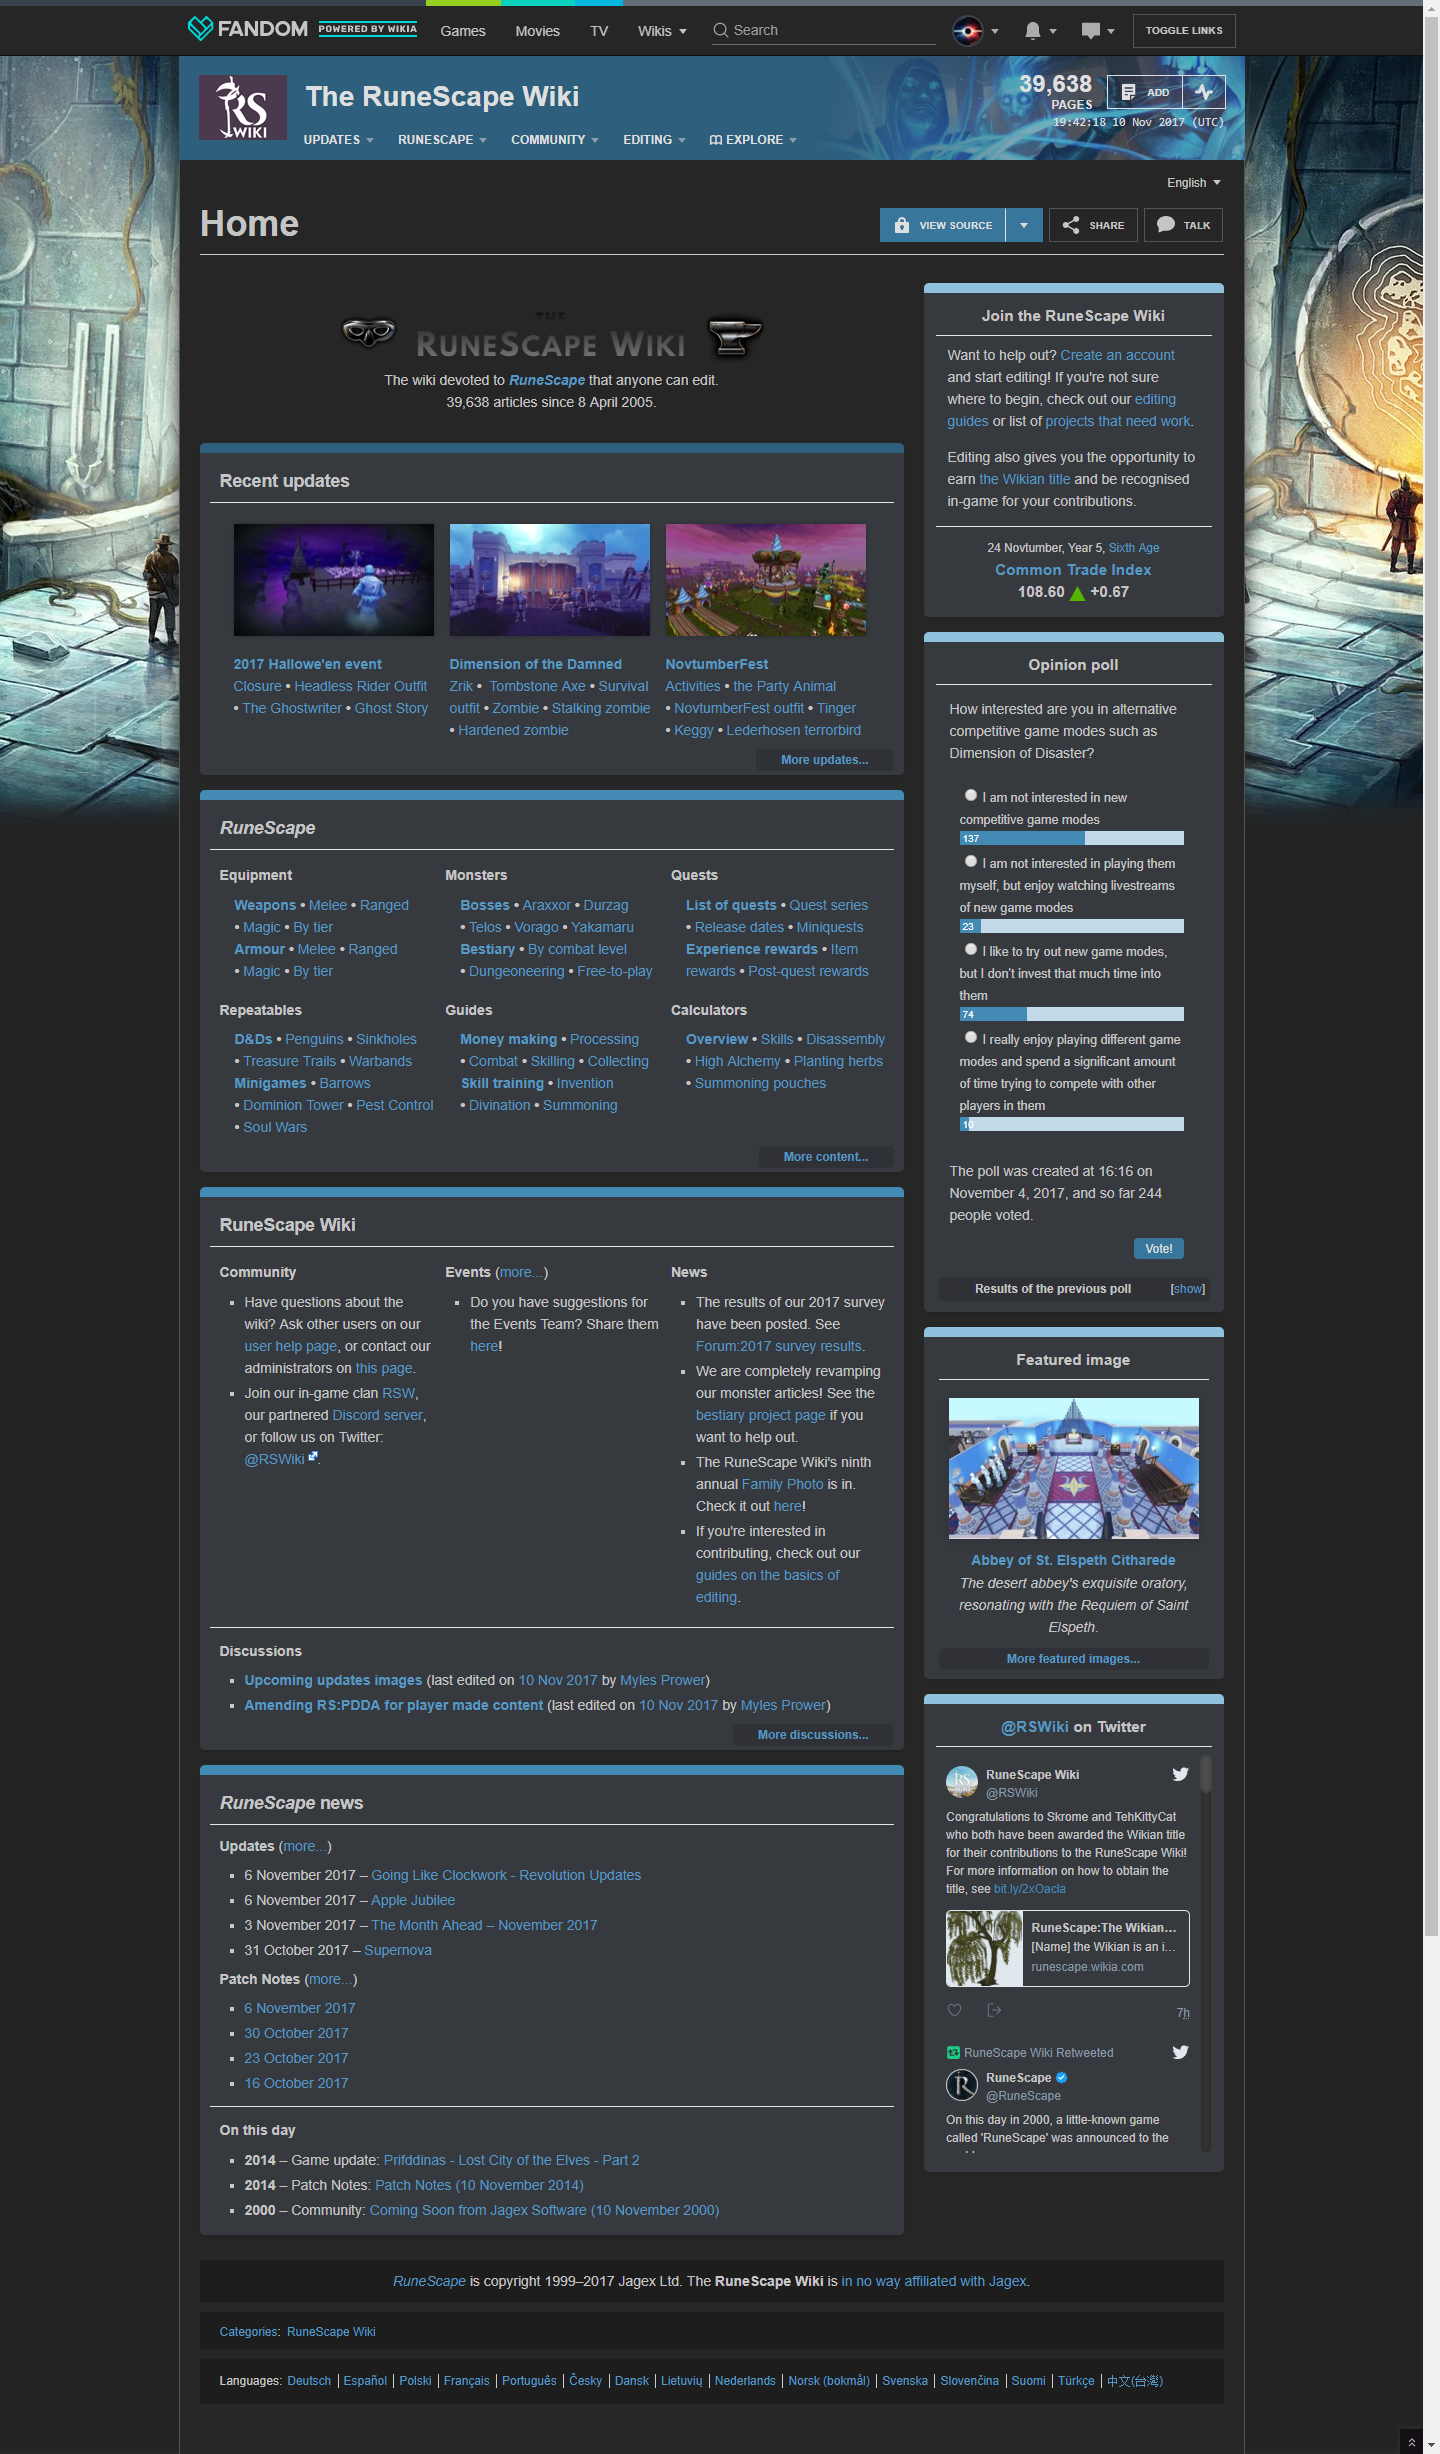 FANDOM POWERED BY WIKIA Games Movies TV Wikis Search TOGGLE LINKS
RS WIKI
The RuneScape Wiki
39,638
PAGES
ADD
19:42:18 10 Nov 2017 (UTC)
UPDATES RUNESCAPE COMMUNITY EDITING EXPLORE
English
Home
VIEW SOURCE SHARE TALK
THE
RUNESCAPE WIKI
The wiki devoted to RuneScape that anyone can edit.
39,638 articles since 8 April 2005.
Recent updates
2017 Hallowe'en event
Closure • Headless Rider Outfit
• The Ghostwriter • Ghost Story
Dimension of the Damned
Zrik • Tombstone Axe • Survival
outfit • Zombie • Stalking zombie
• Hardened zombie
NovtumberFest
Activities • the Party Animal
• NovtumberFest outfit • Tinger
• Keggy • Lederhosen terrorbird
More updates...
RuneScape
Equipment
Weapons • Melee • Ranged
• Magic • By tier
Armour • Melee • Ranged
• Magic • By tier
Monsters
Bosses • Araxxor • Durzag
• Telos • Vorago • Yakamaru
Bestiary • By combat level
• Dungeoneering • Free-to-play
Quests
List of quests • Quest series
• Release dates • Miniquests
Experience rewards • Item
rewards • Post-quest rewards
Repeatables
D&Ds • Penguins • Sinkholes
• Treasure Trails • Warbands
Minigames • Barrows
• Dominion Tower • Pest Control
• Soul Wars
Guides
Money making • Processing
• Combat • Skilling • Collecting
Skill training • Invention
• Divination • Summoning
Calculators
Overview • Skills • Disassembly
• High Alchemy • Planting herbs
• Summoning pouches
More content...
RuneScape Wiki
Community
Have questions about the
wiki? Ask other users on our
user help page, or contact our
administrators on this page.
Join our in-game clan RSW,
our partnered Discord server,
or follow us on Twitter:
@RSWiki.
Events (more...)
Do you have suggestions for
the Events Team? Share them
here!
News
The results of our 2017 survey
have been posted. See
Forum:2017 survey results.
We are completely revamping
our monster articles! See the
bestiary project page if you
want to help out.
The RuneScape Wiki's ninth
annual Family Photo is in.
Check it out here!
If you're interested in
contributing, check out our
guides on the basics of
editing.
Discussions
Upcoming updates images (last edited on 10 Nov 2017 by Myles Prower)
Amending RS:PDDA for player made content (last edited on 10 Nov 2017 by Myles Prower)
More discussions...
RuneScape news
Updates (more...)
6 November 2017 – Going Like Clockwork - Revolution Updates
6 November 2017 – Apple Jubilee
3 November 2017 – The Month Ahead – November 2017
31 October 2017 – Supernova
Patch Notes (more...)
6 November 2017
30 October 2017
23 October 2017
16 October 2017
On this day
2014 – Game update: Prifddinas - Lost City of the Elves - Part 2
2014 – Patch Notes: Patch Notes (10 November 2014)
2000 – Community: Coming Soon from Jagex Software (10 November 2000)
Join the RuneScape Wiki
Want to help out? Create an account
and start editing! If you're not sure
where to begin, check out our editing
guides or list of projects that need work.
Editing also gives you the opportunity to
earn the Wikian title and be recognised
in-game for your contributions.
24 Novtumber, Year 5, Sixth Age
Common Trade Index
108.60 +0.67
Opinion poll
How interested are you in alternative
competitive game modes such as
Dimension of Disaster?
I am not interested in new
competitive game modes
137
I am not interested in playing them
myself, but enjoy watching livestreams
of new game modes
23
I like to try out new game modes,
but I don't invest that much time into
them
74
I really enjoy playing different game
modes and spend a significant amount
of time trying to compete with other
players in them
10
The poll was created at 16:16 on
November 4, 2017, and so far 244
people voted.
Vote!
Results of the previous poll [show]
Featured image
Abbey of St. Elspeth Citharede
The desert abbey's exquisite oratory,
resonating with the Requiem of Saint
Elspeth.
More featured images...
@RSWiki on Twitter
RuneScape Wiki
@RSWiki
Congratulations to Skrome and TehKittyCat
who both have been awarded the Wikian title
for their contributions to the RuneScape Wiki!
For more information on how to obtain the
title, see bit.ly/2xOacla
RuneScape:The Wikian...
[Name] the Wikian is an i...
runescape.wikia.com
7h
RuneScape Wiki Retweeted
RuneScape
@RuneScape
On this day in 2000, a little-known game
called 'RuneScape' was announced to the
RuneScape is copyright 1999–2017 Jagex Ltd. The RuneScape Wiki is in no way affiliated with Jagex.
Categories: RuneScape Wiki
Languages: Deutsch | Español | Polski | Français | Português | Česky | Dansk | Lietuvių | Nederlands | Norsk (bokmål) | Svenska | Slovenčina | Suomi | Türkçe | 中文(台灣)